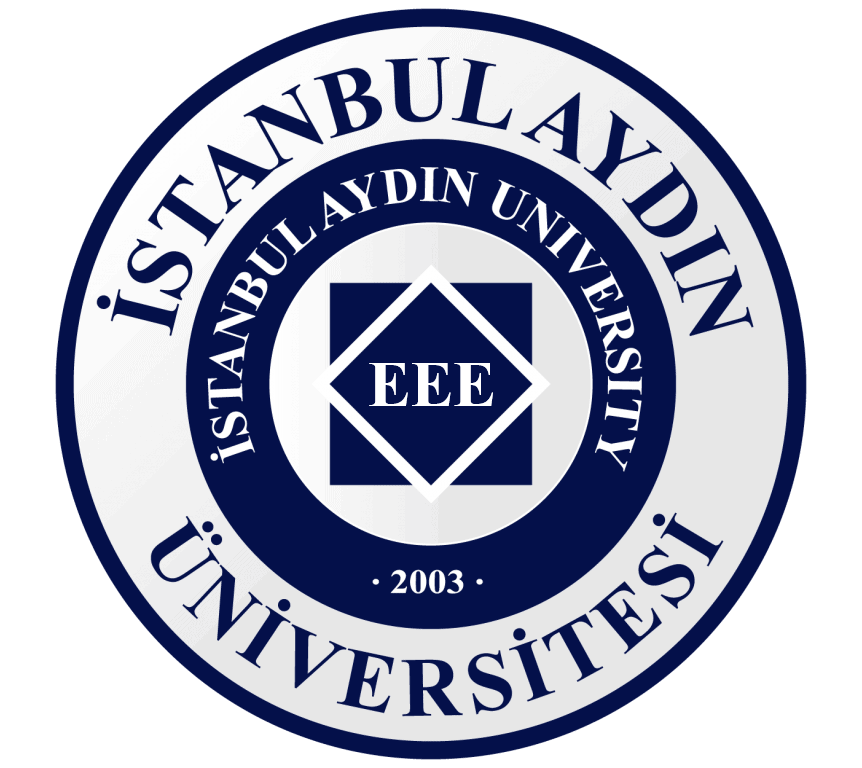 İSTANBUL AYDIN
İSTANBUL AYDIN UNIVERSITY
EEE
· 2003 ·
ÜNİVERSİTESİ